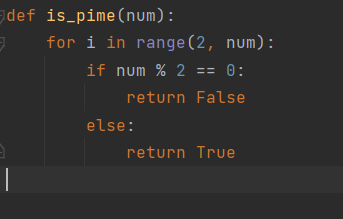 def is_pime(num):
    for i in range(2, num):
        if num % 2 == 0:
            return False
        else:
            return True